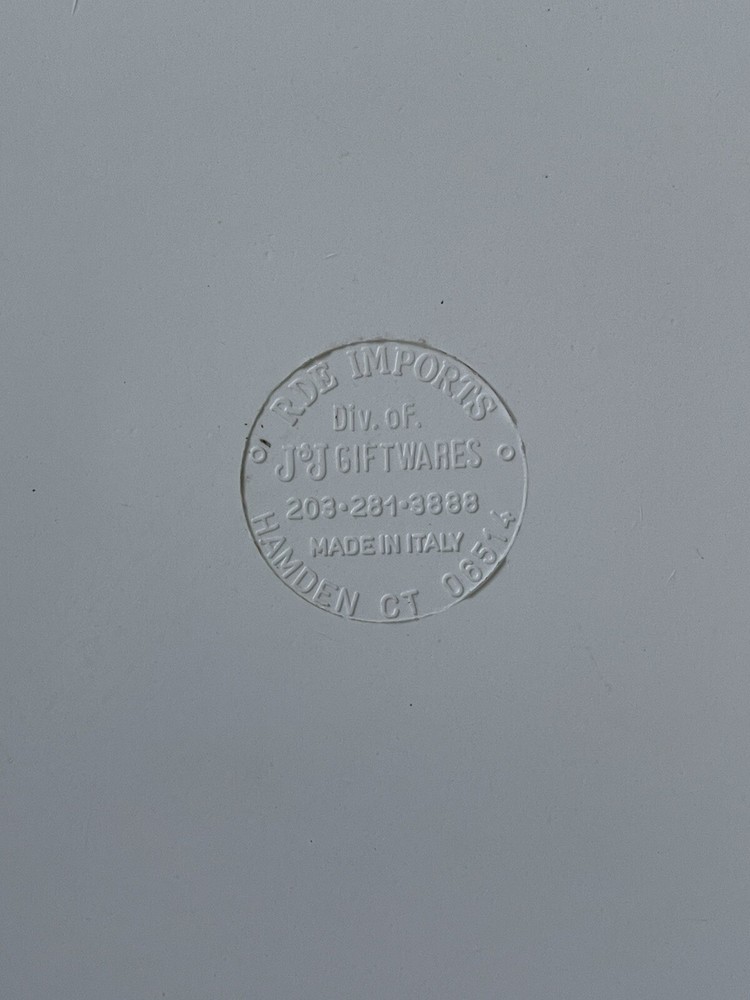 RDE IMPORTS
Div. of.
J&J GIFTWARES
203-281-3888
MADE IN ITALY
HAMDEN CT 06514